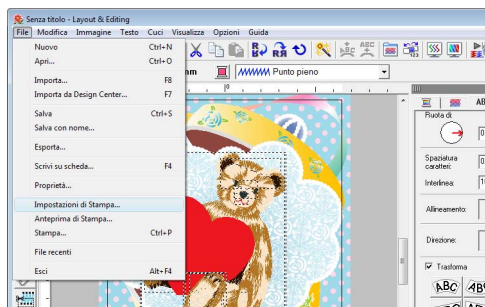 Senza titolo - Layout & Editing
File Modifica Immagine Testo Cuci Visualizza Opzioni Guida
Nuovo Ctrl+N
Apri... Ctrl+O
Importa... F8
Importa da Design Center... F7
Salva Ctrl+S
Salva con nome...
Esporta...
Scrivi su scheda... F4
Proprietà...
Impostazioni di Stampa...
Anteprima di Stampa...
Stampa... Ctrl+P
File recenti
Esci Alt+F4
mm Punto pieno
Ruota di:
Spaziatura caratteri:
Interlinea:
Allineamento:
Direzione:
Trasforma
ABC